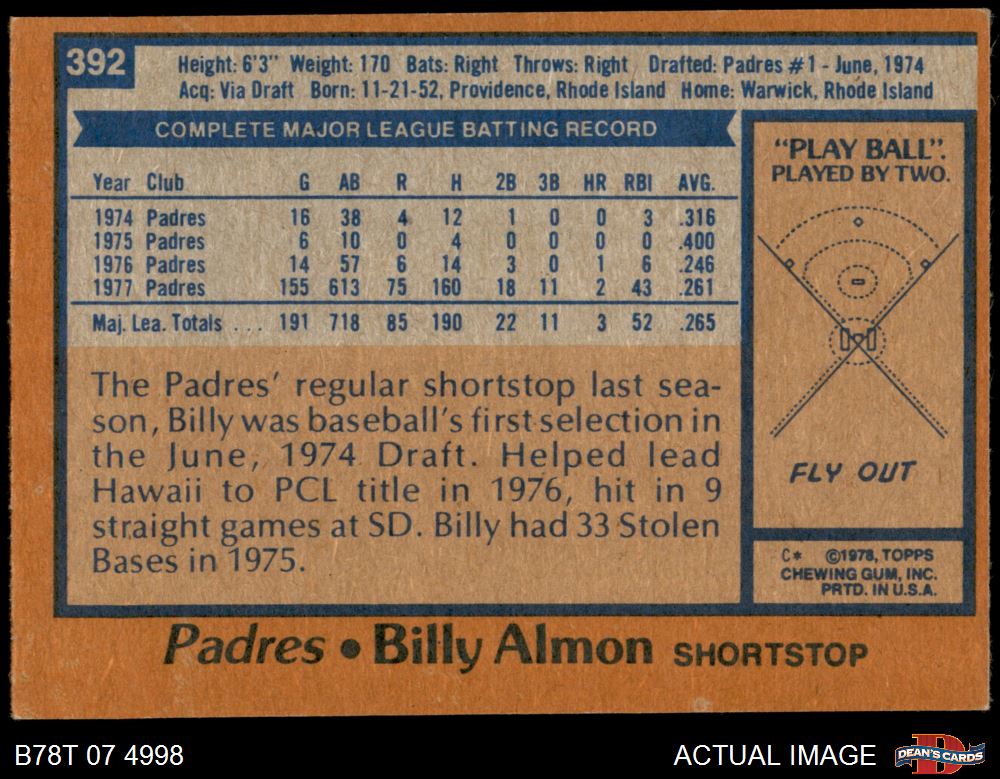 392
Height: 6'3" Weight: 170 Bats: Right Throws: Right Drafted: Padres #1 - June, 1974
Acq: Via Draft Born: 11-21-52, Providence, Rhode Island Home: Warwick, Rhode Island
COMPLETE MAJOR LEAGUE BATTING RECORD
Year Club G AB R H 2B 3B HR RBI AVG.
1974 Padres 16 38 4 12 1 0 0 3 .316
1975 Padres 6 10 0 4 0 0 0 0 .400
1976 Padres 14 57 6 14 3 0 1 6 .246
1977 Padres 155 613 75 160 18 11 2 43 .261
Maj. Lea. Totals . . . 191 718 85 190 22 11 3 52 .265
The Padres' regular shortstop last sea-
son, Billy was baseball's first selection in
the June, 1974 Draft. Helped lead
Hawaii to PCL title in 1976, hit in 9
straight games at SD. Billy had 33 Stolen
Bases in 1975.
"PLAY BALL".
PLAYED BY TWO.
FLY OUT
C* ©1978, TOPPS
CHEWING GUM, INC.
PRTD. IN U.S.A.
Padres • Billy Almon SHORTSTOP
B78T 07 4998
ACTUAL IMAGE
D
DEAN'S CARDS